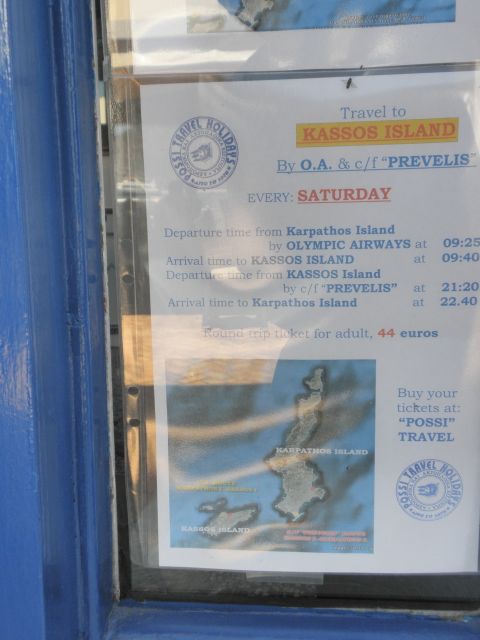 Travel to
KASSOS ISLAND
By O.A. & c/f "PREVELIS"
EVERY: SATURDAY
Departure time from Karpathos Island
by OLYMPIC AIRWAYS at 09:25
Arrival time to KASSOS ISLAND at 09:40
Departure time from KASSOS Island
by c/f "PREVELIS" at 21:20
Arrival time to Karpathos Island at 22.40
Round trip ticket for adult, 44 euros
KARPATHOS ISLAND
KASSOS ISLAND
Buy your
tickets at:
"POSSI"
TRAVEL
POSSI TRAVEL HOLIDAYS
POSSI TRAVEL HOLIDAYS